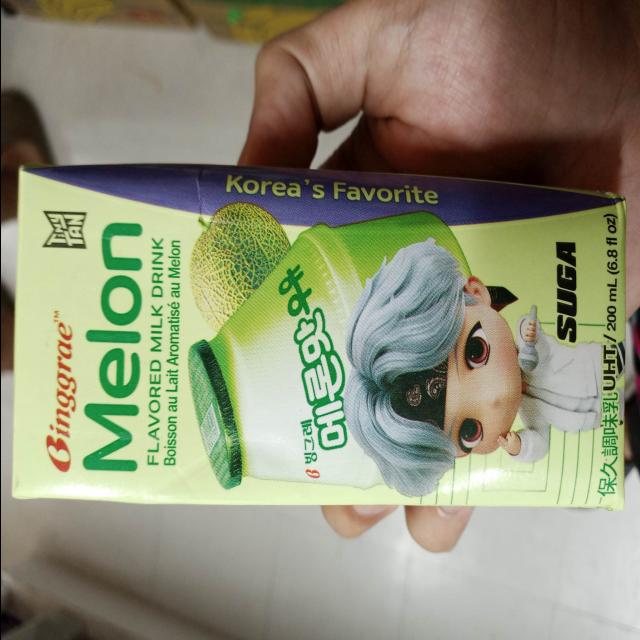 TinyTAN
Binggrae™
Melon
FLAVORED MILK DRINK
Boisson au Lait Aromatisé au Melon
Korea's Favorite
빙그레
메론맛우유
SUGA
保久調味乳 UHT / 200 mL (6.8 fl oz)